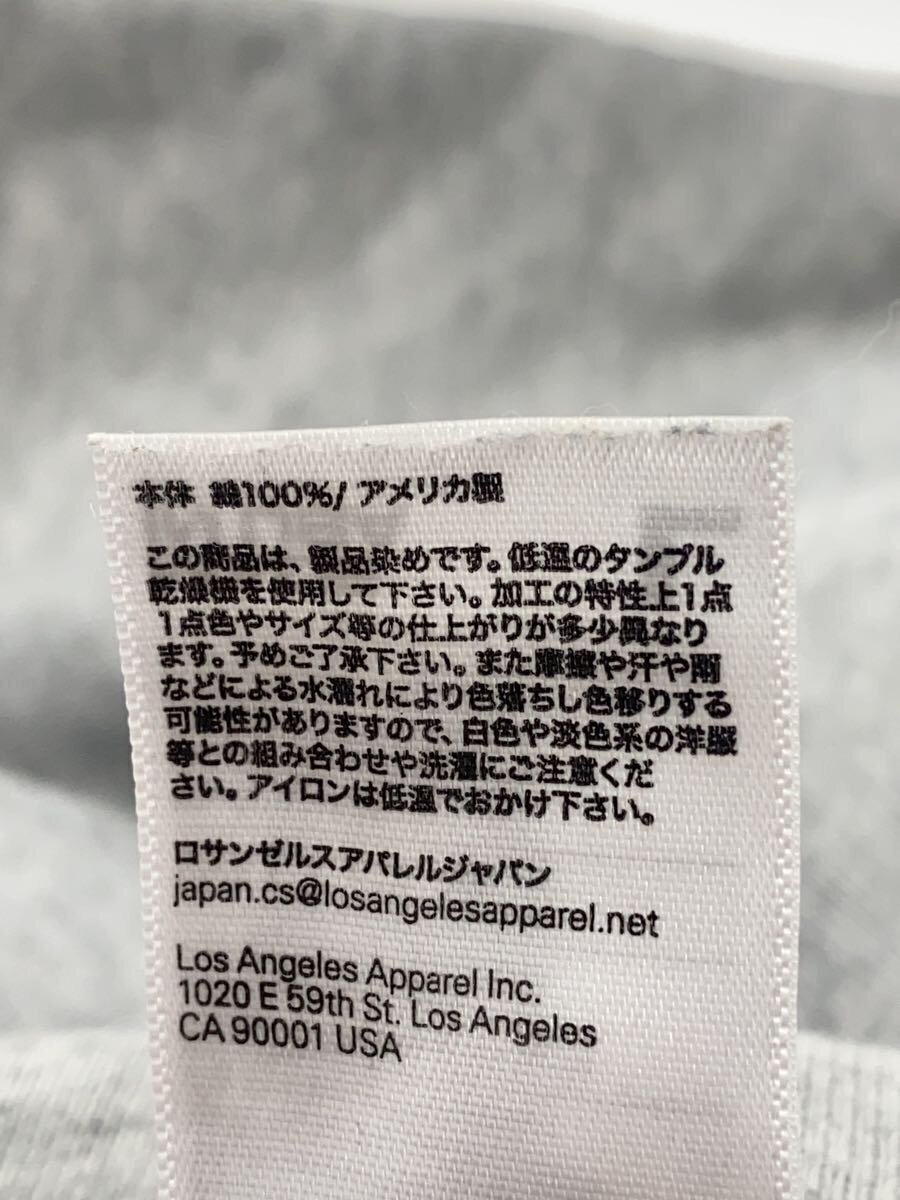 本体 綿100%/ アメリカ製
この商品は、製品染めです。低温のタンブル
乾燥機を使用して下さい。加工の特性上1点
1点色やサイズ等の仕上がりが多少異なり
ます。予めご了承下さい。また摩擦や汗や雨
などによる水濡れにより色落ちし色移りする
可能性がありますので、白色や淡色系の洋服
等との組み合わせや洗濯にご注意くだ
さい。アイロンは低温でおかけ下さい。
ロサンゼルスアパレルジャパン
japan.cs@losangelesapparel.net
Los Angeles Apparel Inc.
1020 E 59th St. Los Angeles
CA 90001 USA